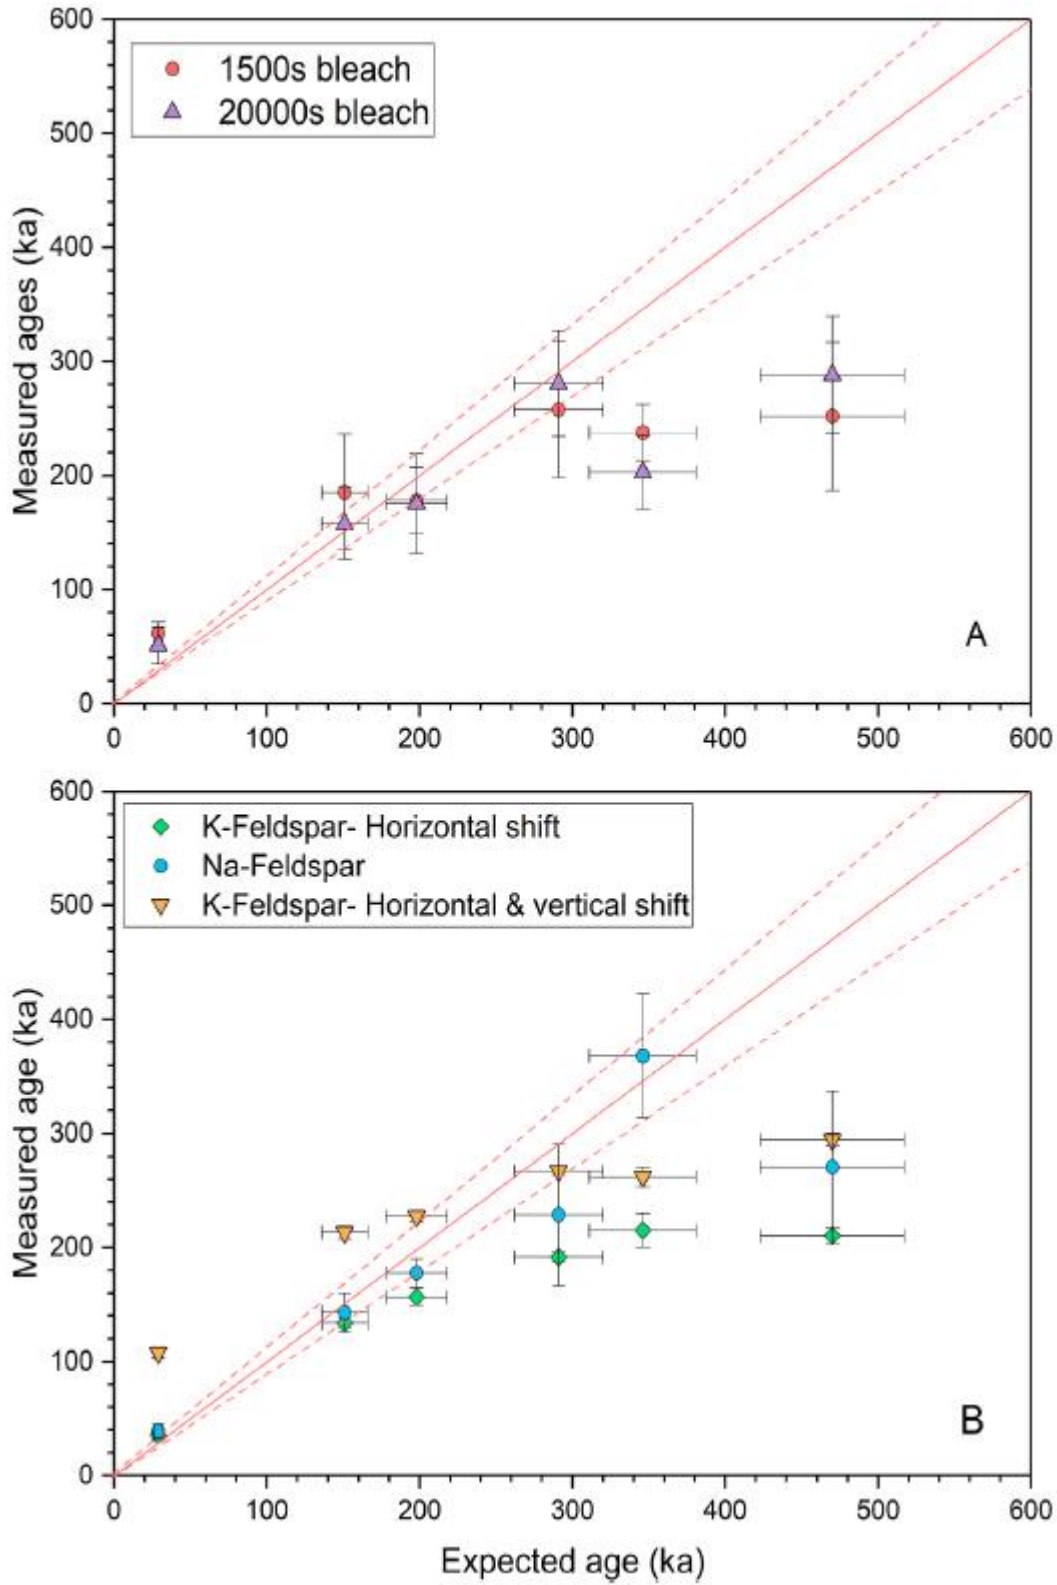 600
500
400
300
200
100
0
Measured ages (ka)
1500s bleach
20000s bleach
A
0 100 200 300 400 500 600
600
500
400
300
200
100
0
Measured age (ka)
K-Feldspar- Horizontal shift
Na-Feldspar
K-Feldspar- Horizontal & vertical shift
B
0 100 200 300 400 500 600
Expected age (ka)